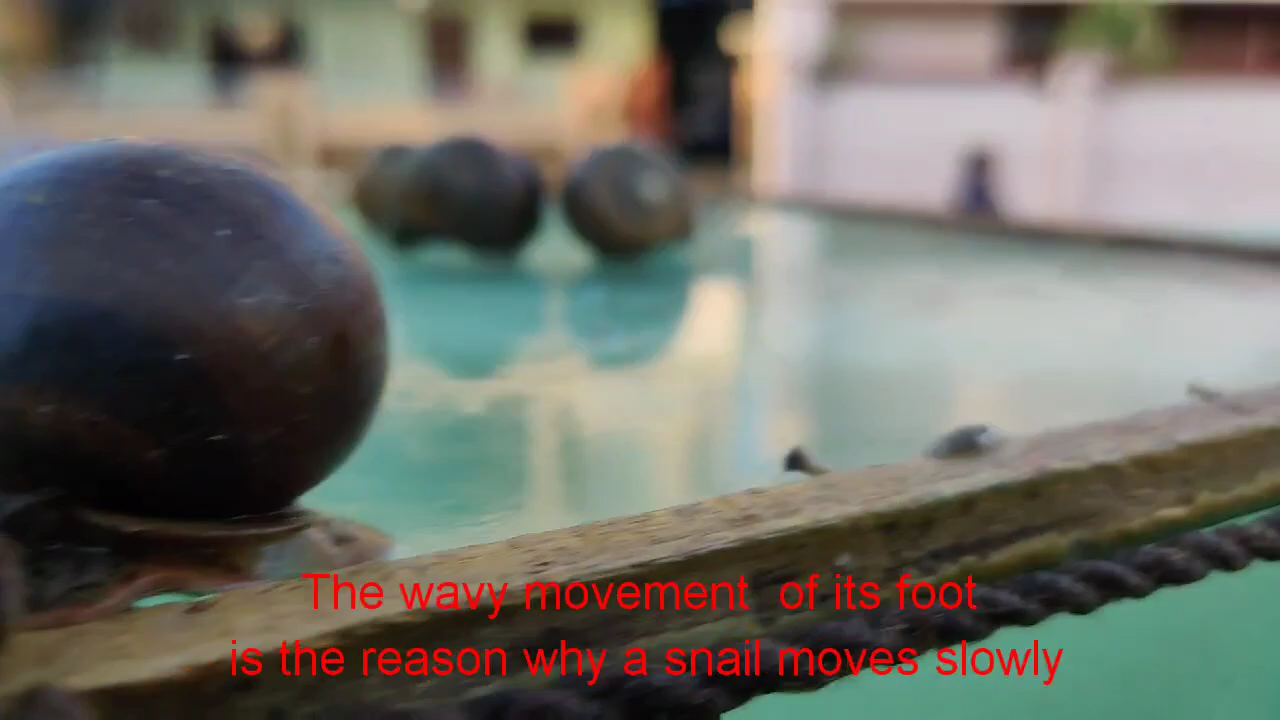 The wavy movement  of its foot
is the reason why a snail moves slowly